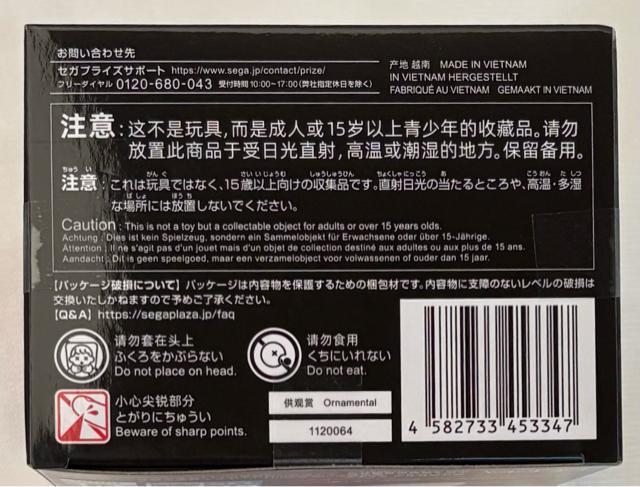 お問い合わせ先
セガプライズサポート https://www.sega.jp/contact/prize/
フリーダイヤル 0120-680-043 受付時間 10:00~17:00(弊社指定休日を除く)
产地 越南 MADE IN VIETNAM
IN VIETNAM HERGESTELLT
FABRIQUÉ AU VIETNAM GEMAAKT IN VIETNAM
注意:这不是玩具,而是成人或15岁以上青少年的收藏品。请勿
放置此商品于受日光直射,高温或潮湿的地方。保留备用。
注意:これは玩具ではなく、15歳以上向けの収集品です。直射日光の当たるところや、高温・多湿
な場所には放置しないでください。
Caution : This is not a toy but a collectable object for adults or over 15 years olds.
Achtung : Dies ist kein Spielzeug, sondern ein Sammelobjekt für Erwachsene oder über 15-Jährige.
Attention : Il ne s'agit pas d'un jouet mais d'un objet de collection destiné aux adultes ou aux plus de 15 ans.
Aandacht : Dit is geen speelgoed, maar een verzamelobject voor volwassenen of ouder dan 15 jaar.
【パッケージ破損について】パッケージは内容物を保護するための梱包材です。内容物に支障のないレベルの破損は
交換いたしかねますので予めご了承ください。
【Q&A】https://segaplaza.jp/faq
请勿套在头上
ふくろをかぶらない
Do not place on head.
请勿食用
くちにいれない
Do not eat.
小心尖锐部分
とがりにちゅうい
Beware of sharp points.
供观赏 Ornamental
1120064
4 582733 453347